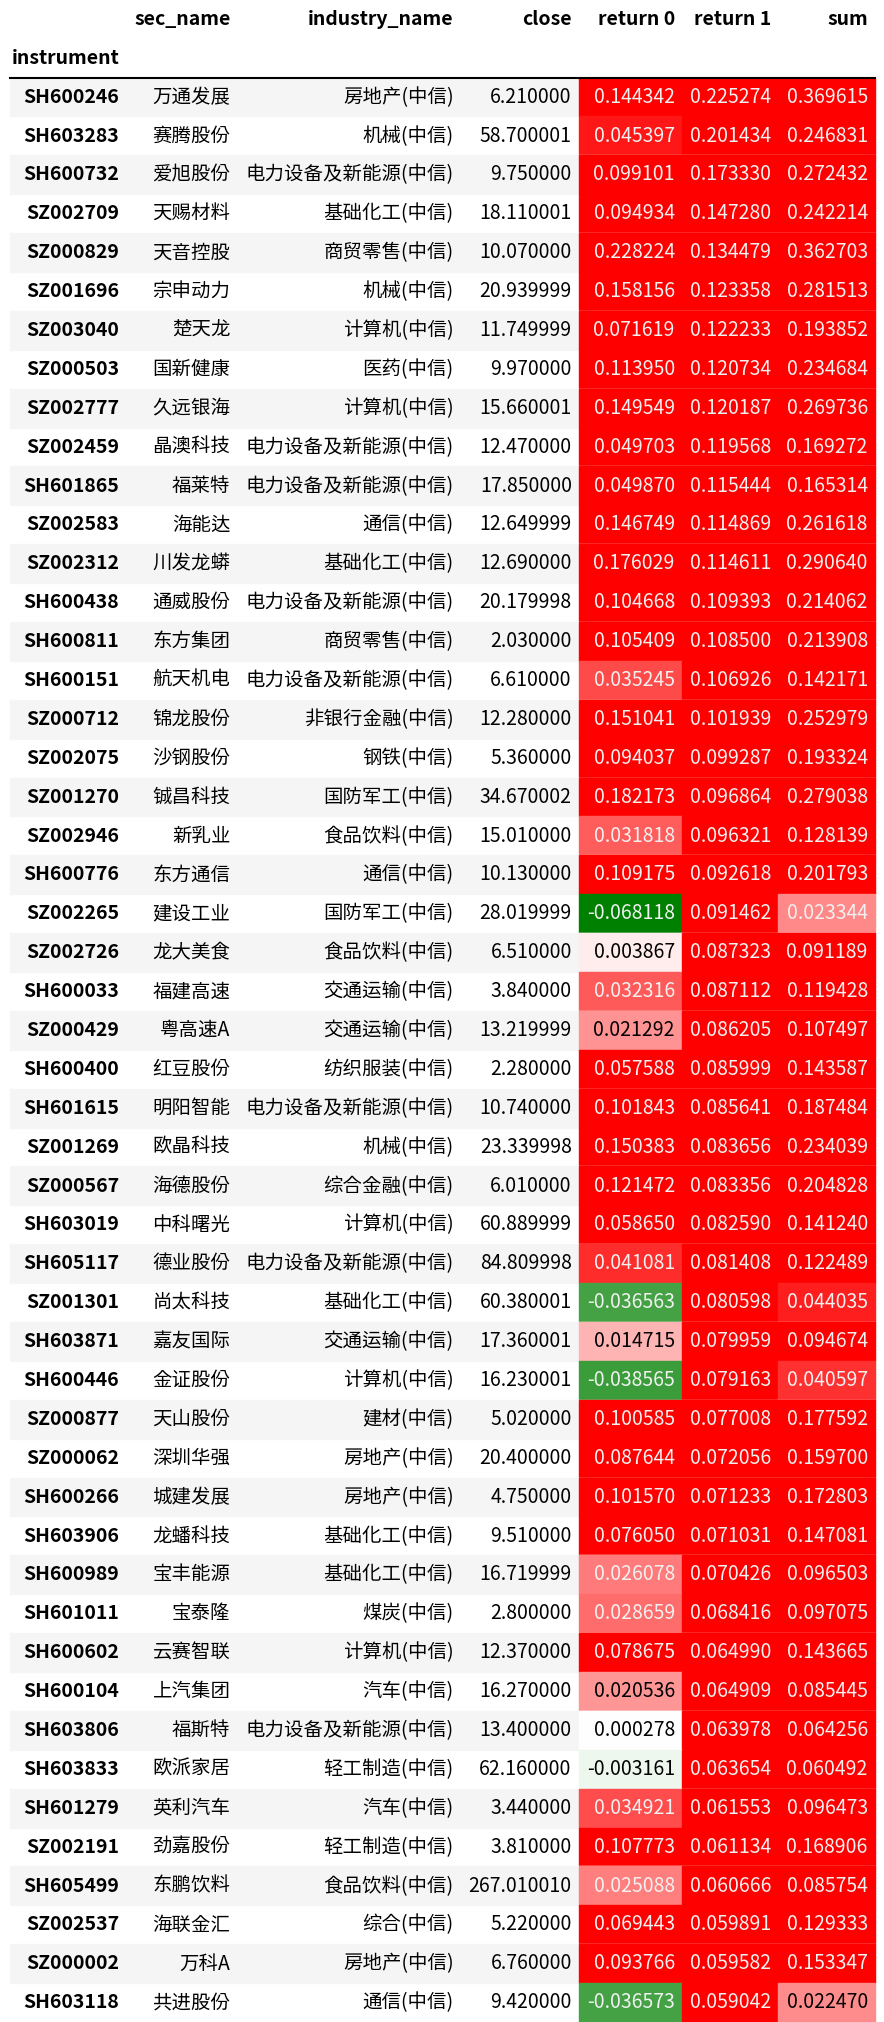 sec_name industry_name close return 0 return 1 sum
instrument
SH600246 万通发展 房地产(中信) 6.210000 0.144342 0.225274 0.369615
SH603283 赛腾股份 机械(中信) 58.700001 0.045397 0.201434 0.246831
SH600732 爱旭股份 电力设备及新能源(中信) 9.750000 0.099101 0.173330 0.272432
SZ002709 天赐材料 基础化工(中信) 18.110001 0.094934 0.147280 0.242214
SZ000829 天音控股 商贸零售(中信) 10.070000 0.228224 0.134479 0.362703
SZ001696 宗申动力 机械(中信) 20.939999 0.158156 0.123358 0.281513
SZ003040 楚天龙 计算机(中信) 11.749999 0.071619 0.122233 0.193852
SZ000503 国新健康 医药(中信) 9.970000 0.113950 0.120734 0.234684
SZ002777 久远银海 计算机(中信) 15.660001 0.149549 0.120187 0.269736
SZ002459 晶澳科技 电力设备及新能源(中信) 12.470000 0.049703 0.119568 0.169272
SH601865 福莱特 电力设备及新能源(中信) 17.850000 0.049870 0.115444 0.165314
SZ002583 海能达 通信(中信) 12.649999 0.146749 0.114869 0.261618
SZ002312 川发龙蟒 基础化工(中信) 12.690000 0.176029 0.114611 0.290640
SH600438 通威股份 电力设备及新能源(中信) 20.179998 0.104668 0.109393 0.214062
SH600811 东方集团 商贸零售(中信) 2.030000 0.105409 0.108500 0.213908
SH600151 航天机电 电力设备及新能源(中信) 6.610000 0.035245 0.106926 0.142171
SZ000712 锦龙股份 非银行金融(中信) 12.280000 0.151041 0.101939 0.252979
SZ002075 沙钢股份 钢铁(中信) 5.360000 0.094037 0.099287 0.193324
SZ001270 铖昌科技 国防军工(中信) 34.670002 0.182173 0.096864 0.279038
SZ002946 新乳业 食品饮料(中信) 15.010000 0.031818 0.096321 0.128139
SH600776 东方通信 通信(中信) 10.130000 0.109175 0.092618 0.201793
SZ002265 建设工业 国防军工(中信) 28.019999 -0.068118 0.091462 0.023344
SZ002726 龙大美食 食品饮料(中信) 6.510000 0.003867 0.087323 0.091189
SH600033 福建高速 交通运输(中信) 3.840000 0.032316 0.087112 0.119428
SZ000429 粤高速A 交通运输(中信) 13.219999 0.021292 0.086205 0.107497
SH600400 红豆股份 纺织服装(中信) 2.280000 0.057588 0.085999 0.143587
SH601615 明阳智能 电力设备及新能源(中信) 10.740000 0.101843 0.085641 0.187484
SZ001269 欧晶科技 机械(中信) 23.339998 0.150383 0.083656 0.234039
SZ000567 海德股份 综合金融(中信) 6.010000 0.121472 0.083356 0.204828
SH603019 中科曙光 计算机(中信) 60.889999 0.058650 0.082590 0.141240
SH605117 德业股份 电力设备及新能源(中信) 84.809998 0.041081 0.081408 0.122489
SZ001301 尚太科技 基础化工(中信) 60.380001 -0.036563 0.080598 0.044035
SH603871 嘉友国际 交通运输(中信) 17.360001 0.014715 0.079959 0.094674
SH600446 金证股份 计算机(中信) 16.230001 -0.038565 0.079163 0.040597
SZ000877 天山股份 建材(中信) 5.020000 0.100585 0.077008 0.177592
SZ000062 深圳华强 房地产(中信) 20.400000 0.087644 0.072056 0.159700
SH600266 城建发展 房地产(中信) 4.750000 0.101570 0.071233 0.172803
SH603906 龙蟠科技 基础化工(中信) 9.510000 0.076050 0.071031 0.147081
SH600989 宝丰能源 基础化工(中信) 16.719999 0.026078 0.070426 0.096503
SH601011 宝泰隆 煤炭(中信) 2.800000 0.028659 0.068416 0.097075
SH600602 云赛智联 计算机(中信) 12.370000 0.078675 0.064990 0.143665
SH600104 上汽集团 汽车(中信) 16.270000 0.020536 0.064909 0.085445
SH603806 福斯特 电力设备及新能源(中信) 13.400000 0.000278 0.063978 0.064256
SH603833 欧派家居 轻工制造(中信) 62.160000 -0.003161 0.063654 0.060492
SH601279 英利汽车 汽车(中信) 3.440000 0.034921 0.061553 0.096473
SZ002191 劲嘉股份 轻工制造(中信) 3.810000 0.107773 0.061134 0.168906
SH605499 东鹏饮料 食品饮料(中信) 267.010010 0.025088 0.060666 0.085754
SZ002537 海联金汇 综合(中信) 5.220000 0.069443 0.059891 0.129333
SZ000002 万科A 房地产(中信) 6.760000 0.093766 0.059582 0.153347
SH603118 共进股份 通信(中信) 9.420000 -0.036573 0.059042 0.022470